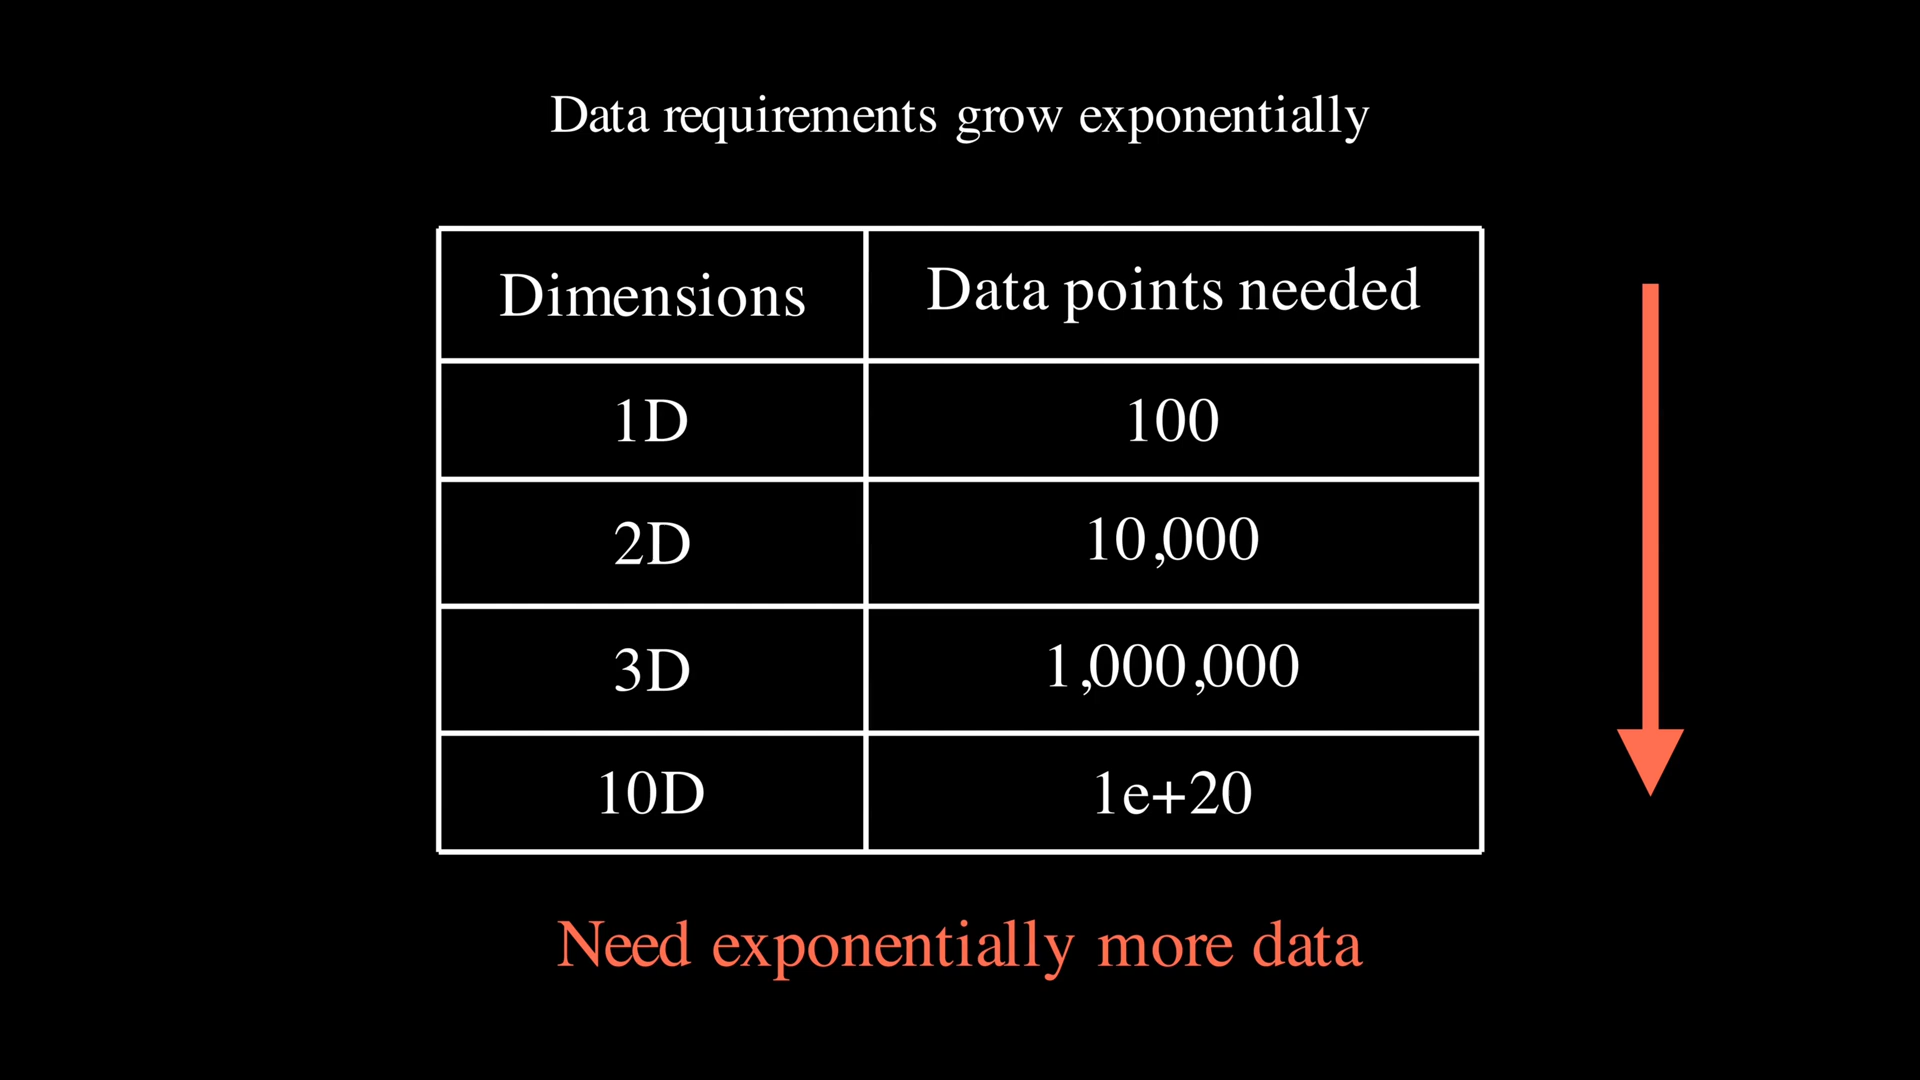 Data requirements grow exponentially
Dimensions Data points needed
1D 100
2D 10,000
3D 1,000,000
10D 1e+20
Need exponentially more data